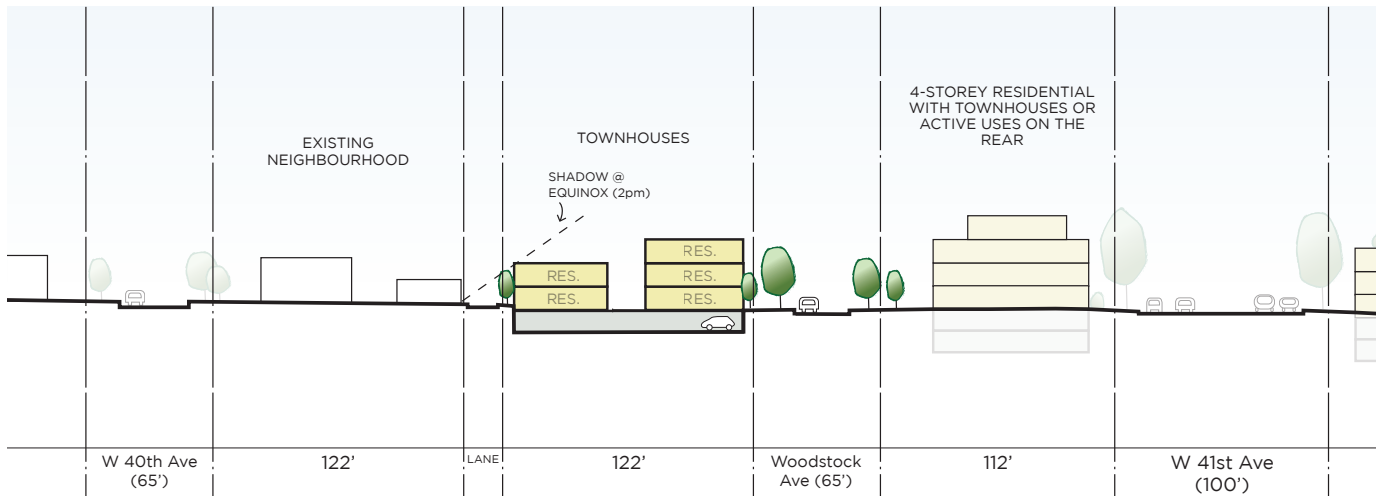 EXISTING
NEIGHBOURHOOD
TOWNHOUSES
4-STOREY RESIDENTIAL
WITH TOWNHOUSES OR
ACTIVE USES ON THE
REAR
SHADOW @
EQUINOX (2pm)
RES.
RES.
RES.
RES.
RES.
W 40th Ave
(65')
122'
LANE
122'
Woodstock
Ave (65')
112'
W 41st Ave
(100')